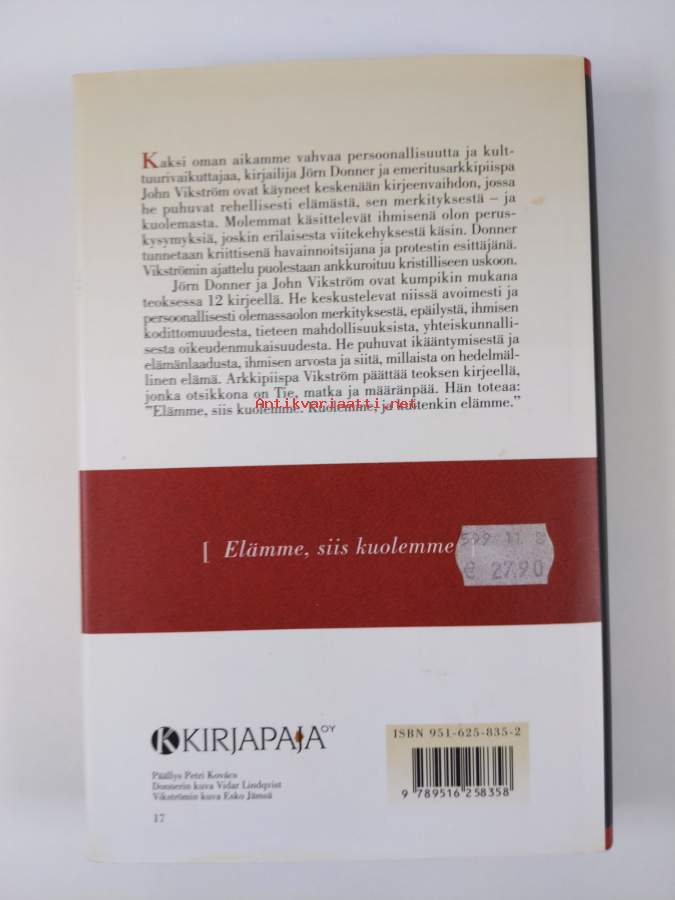 Kaksi oman aikamme vahvaa persoonallisuutta ja kult-
tuurivaikuttajaa, kirjailija Jörn Donner ja emeritusarkkipiispa
John Vikström ovat käyneet keskenään kirjeenvaihdon, jossa
he puhuvat rehellisesti elämästä, sen merkityksestä – ja
kuolemasta. Molemmat käsittelevät ihmisenä olon perus-
kysymyksiä, joskin erilaisesta viitekehyksestä käsin. Donner
tunnetaan kriittisenä havainnoitsijana ja protestin esittäjänä.
Vikströmin ajattelu puolestaan ankkuroituu kristilliseen uskoon.
Jörn Donner ja John Vikström ovat kumpikin mukana
teoksessa 12 kirjeellä. He keskustelevat niissä avoimesti ja
persoonallisesti olemassaolon merkityksestä, epäilystä, ihmisen
kodittomuudesta, tieteen mahdollisuuksista, yhteiskunnalli-
sesta oikeudenmukaisuudesta. He puhuvat ikääntymisestä ja
elämänlaadusta, ihmisen arvosta ja siitä, millaista on hedelmäl-
linen elämä. Arkkipiispa Vikström päättää teoksen kirjeellä,
jonka otsikkona on Tie, matka ja määränpää. Hän toteaa:
"Elämme, siis kuolemme. Kuolemme, ja kuitenkin elämme."
Antikvariaatti.net
[ Elämme, siis kuolemme
599 11 8
€ 27.90
KIRJAPAJA OY
ISBN 951-625-835-2
9 789516 258358
Päällys Petri Kovács
Donnerin kuva Vidar Lindqvist
Vikströmin kuva Esko Jämsä
17